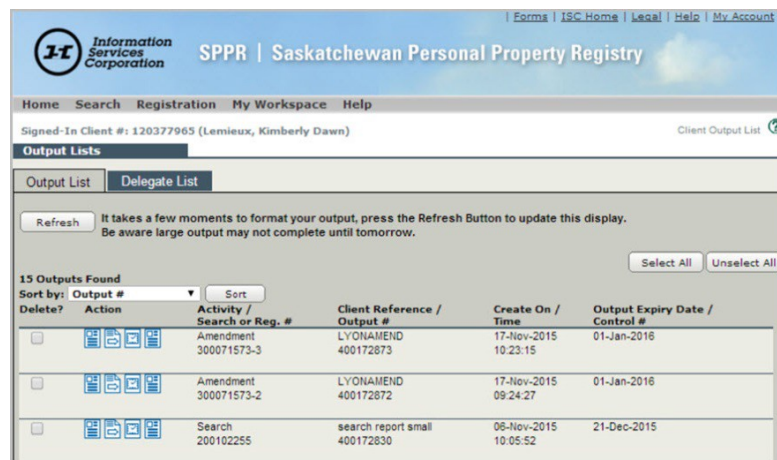 | Forms | ISC Home | Legal | Help | My Account
Information
Services
Corporation
SPPR | Saskatchewan Personal Property Registry
Home Search Registration My Workspace Help
Signed-In Client #: 120377965 (Lemieux, Kimberly Dawn)
Client Output List ?
Output Lists
Output List Delegate List
Refresh It takes a few moments to format your output, press the Refresh Button to update this display.
Be aware large output may not complete until tomorrow.
Select All Unselect All
15 Outputs Found
Sort by: Output # Sort
Delete? Action Activity / Client Reference / Create On / Output Expiry Date /
Search or Reg. # Output # Time Control #
Amendment LYONAMEND 17-Nov-2015 01-Jan-2016
300071573-3 400172873 10:23:15
Amendment LYONAMEND 17-Nov-2015 01-Jan-2016
300071573-2 400172872 09:24:27
Search search report small 06-Nov-2015 21-Dec-2015
200102255 400172830 10:05:52